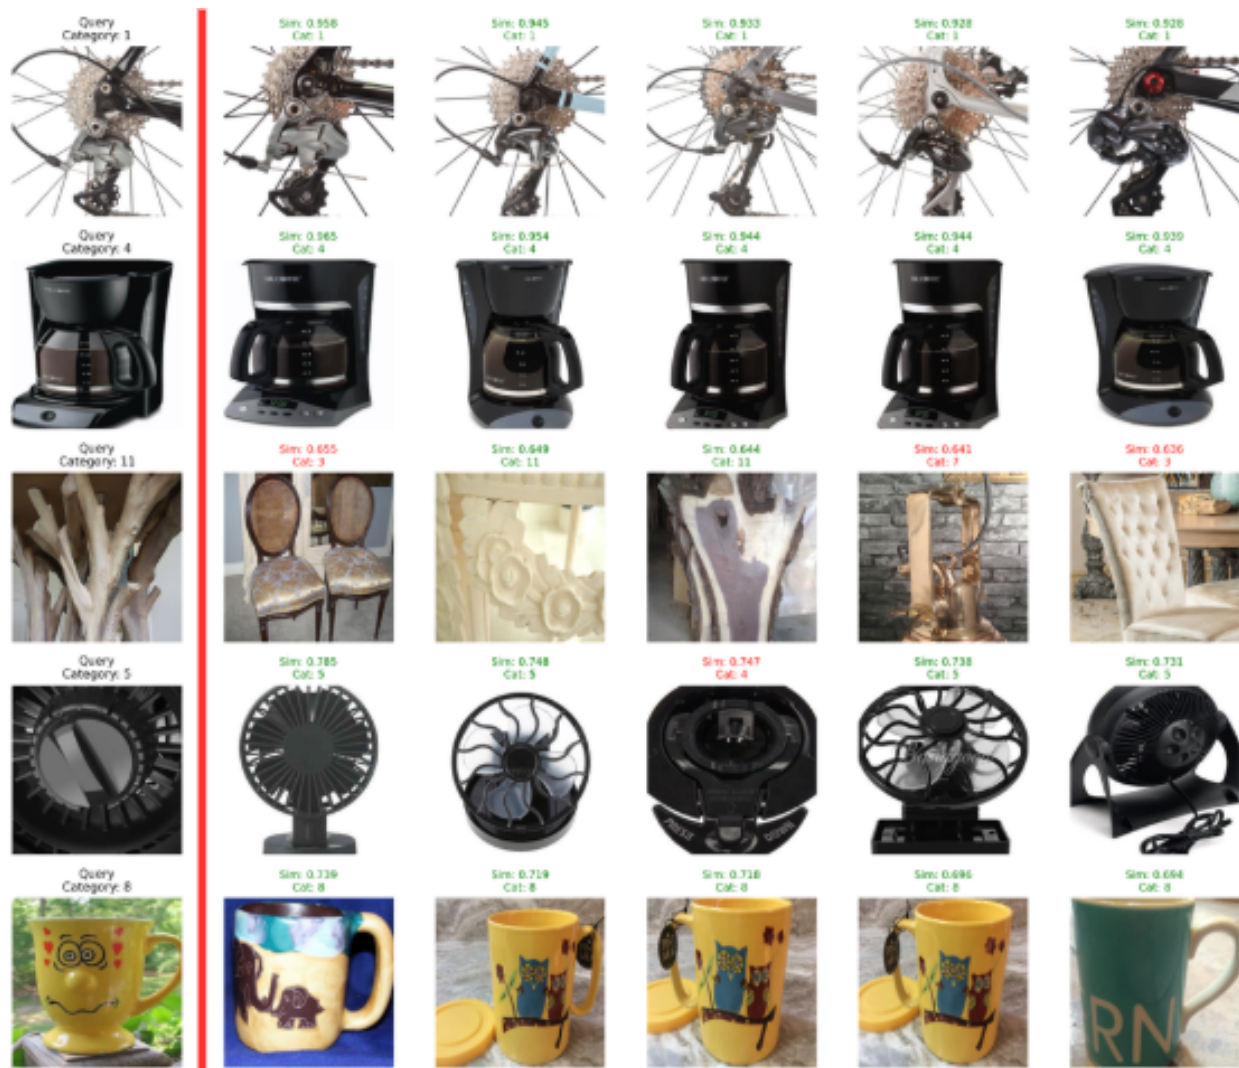 Query
Category: 1
Sim: 0.958
Cat: 1
Sim: 0.945
Cat: 1
Sim: 0.933
Cat: 1
Sim: 0.928
Cat: 1
Sim: 0.928
Cat: 1
Query
Category: 4
Sim: 0.965
Cat: 4
Sim: 0.954
Cat: 4
Sim: 0.944
Cat: 4
Sim: 0.944
Cat: 4
Sim: 0.939
Cat: 4
Query
Category: 11
Sim: 0.655
Cat: 3
Sim: 0.649
Cat: 11
Sim: 0.644
Cat: 11
Sim: 0.641
Cat: 7
Sim: 0.636
Cat: 3
Query
Category: 5
Sim: 0.785
Cat: 5
Sim: 0.748
Cat: 5
Sim: 0.747
Cat: 4
Sim: 0.738
Cat: 5
Sim: 0.731
Cat: 5
PRESS DOWN
Query
Category: 8
Sim: 0.739
Cat: 8
Sim: 0.719
Cat: 8
Sim: 0.718
Cat: 8
Sim: 0.696
Cat: 8
Sim: 0.694
Cat: 8
RN